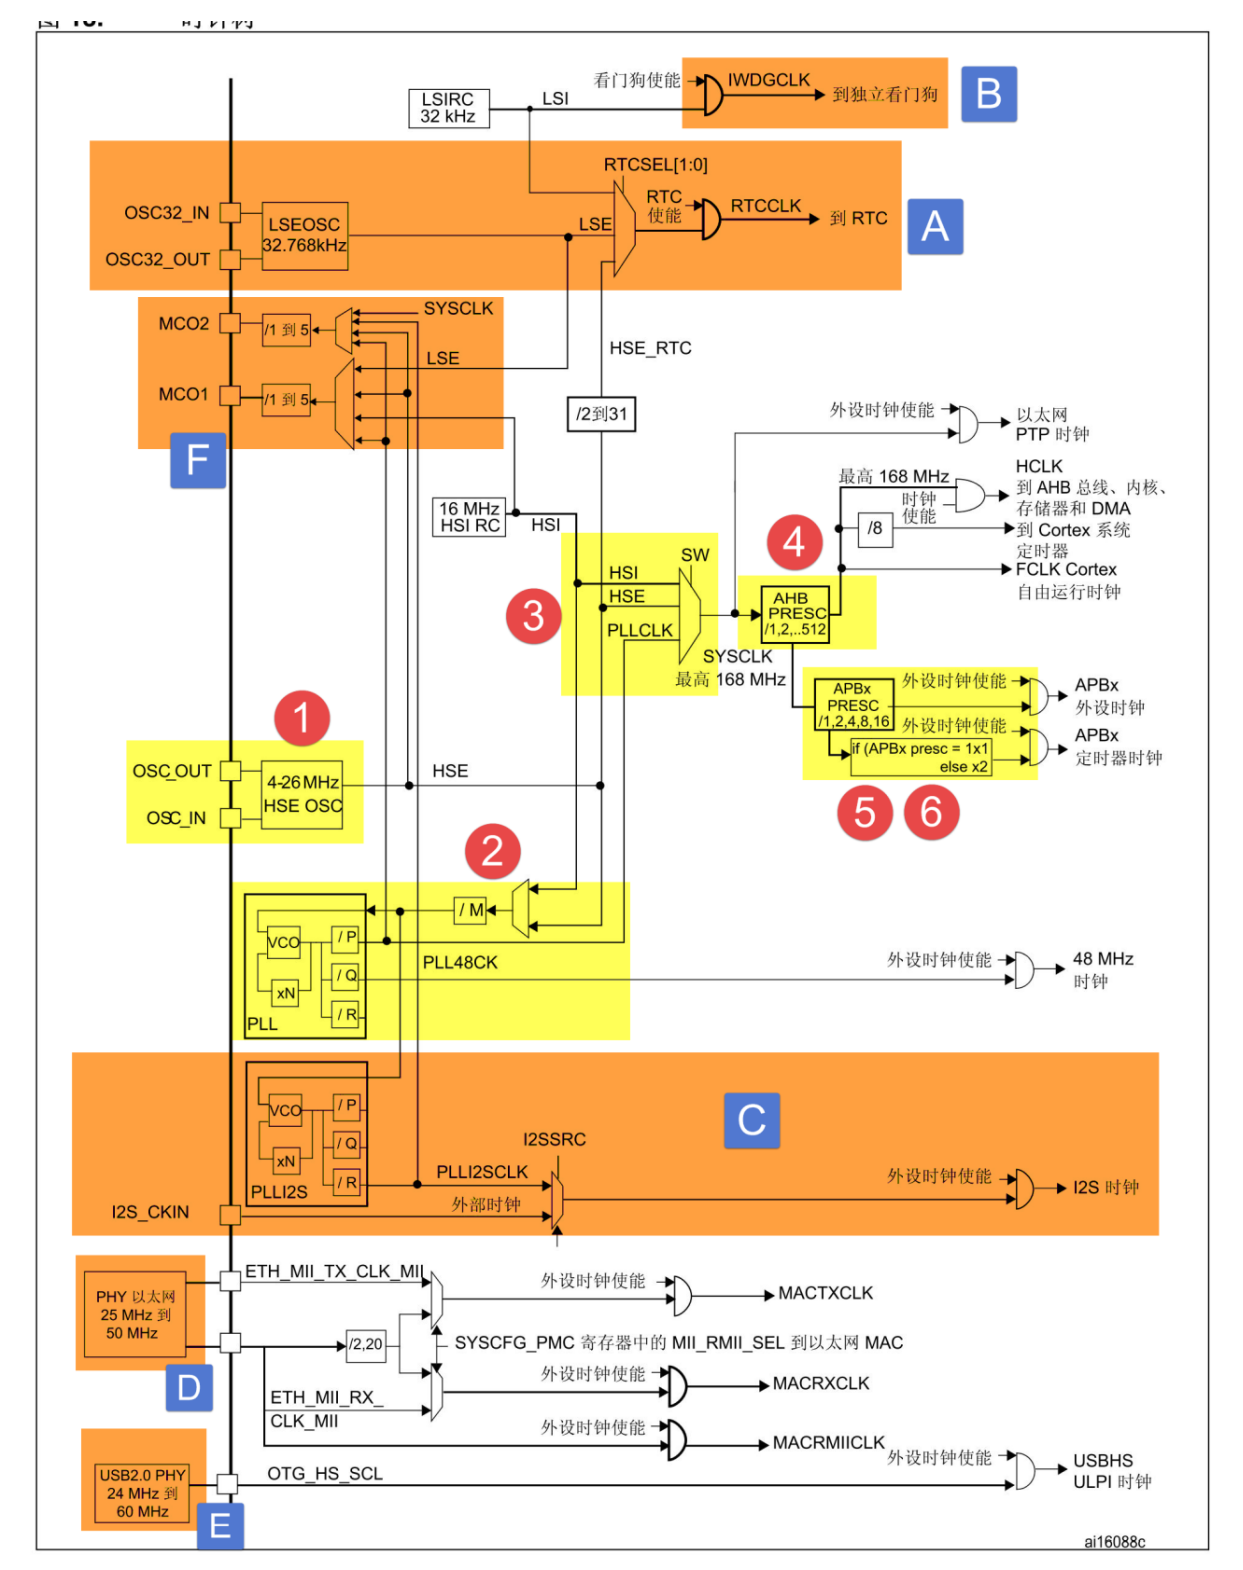 图 16. 时钟树
看门狗使能
IWDGCLK
到独立看门狗
B
LSIRC
32 kHz
LSI
RTCSEL[1:0]
OSC32_IN
OSC32_OUT
LSEOSC
32.768kHz
LSE
RTC
使能
RTCCLK
到 RTC
A
MCO2
/1 到 5
SYSCLK
LSE
MCO1
/1 到 5
F
HSE_RTC
/2到31
外设时钟使能
以太网
PTP 时钟
16 MHz
HSI RC
HSI
最高 168 MHz
时钟
使能
HCLK
到 AHB 总线、内核、
存储器和 DMA
/8
到 Cortex 系统
定时器
FCLK Cortex
自由运行时钟
3
SW
HSI
HSE
PLLCLK
SYSCLK
最高 168 MHz
4
AHB
PRESC
/1,2,..512
APBx
PRESC
/1,2,4,8,16
外设时钟使能
APBx
外设时钟
外设时钟使能
if (APBx presc = 1x1
else x2
APBx
定时器时钟
5
6
1
OSC_OUT
OSC_IN
4-26 MHz
HSE OSC
HSE
2
/ M
VCO
xN
/ P
/ Q
/ R
PLL
PLL48CK
外设时钟使能
48 MHz
时钟
VCO
xN
/ P
/ Q
/ R
PLLI2S
C
I2SSRC
PLLI2SCLK
外部时钟
I2S_CKIN
外设时钟使能
I2S 时钟
PHY 以太网
25 MHz 到
50 MHz
D
ETH_MII_TX_CLK_MII
外设时钟使能
MACTXCLK
/2,20
SYSCFG_PMC 寄存器中的 MII_RMII_SEL 到以太网 MAC
外设时钟使能
MACRXCLK
ETH_MII_RX_
CLK_MII
外设时钟使能
MACRMIICLK
USB2.0 PHY
24 MHz 到
60 MHz
E
OTG_HS_SCL
外设时钟使能
USBHS
ULPI 时钟
ai16088c